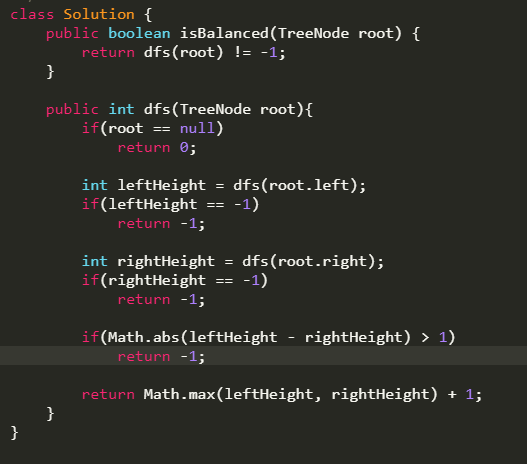 class Solution {
    public boolean isBalanced(TreeNode root) {
        return dfs(root) != -1;
    }

    public int dfs(TreeNode root){
        if(root == null)
            return 0;

        int leftHeight = dfs(root.left);
        if(leftHeight == -1)
            return -1;

        int rightHeight = dfs(root.right);
        if(rightHeight == -1)
            return -1;

        if(Math.abs(leftHeight - rightHeight) > 1)
            return -1;

        return Math.max(leftHeight, rightHeight) + 1;
    }
}